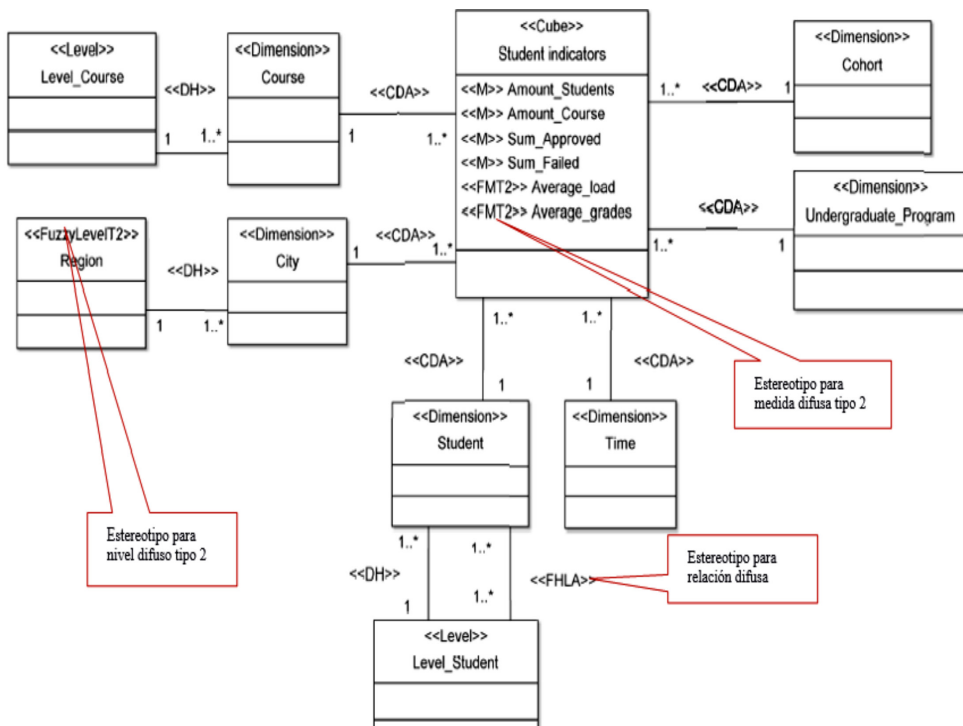 <<Level>>
Level_Course
<<DH>>
1
1..*
<<Dimension>>
Course
<<CDA>>
1
1..*
<<Cube>>
Student indicators
<<M>> Amount_Students
<<M>> Amount_Course
<<M>> Sum_Approved
<<M>> Sum_Failed
<<FMT2>> Average_load
<<FMT2>> Average_grades
<<CDA>>
1..*
1
<<Dimension>>
Cohort
<<CDA>>
1..*
1
<<Dimension>>
Undergraduate_Program
<<FuzzyLevelT2>>
Region
<<DH>>
1
1..*
<<Dimension>>
City
<<CDA>>
1
1..*
1..*
1..*
<<CDA>>
<<CDA>>
1
1
Estereotipo para
medida difusa tipo 2
<<Dimension>>
Student
<<Dimension>>
Time
Estereotipo para
nivel difuso tipo 2
1..*
1..*
<<DH>>
<<FHLA>>
Estereotipo para
relación difusa
1
1..*
<<Level>>
Level_Student